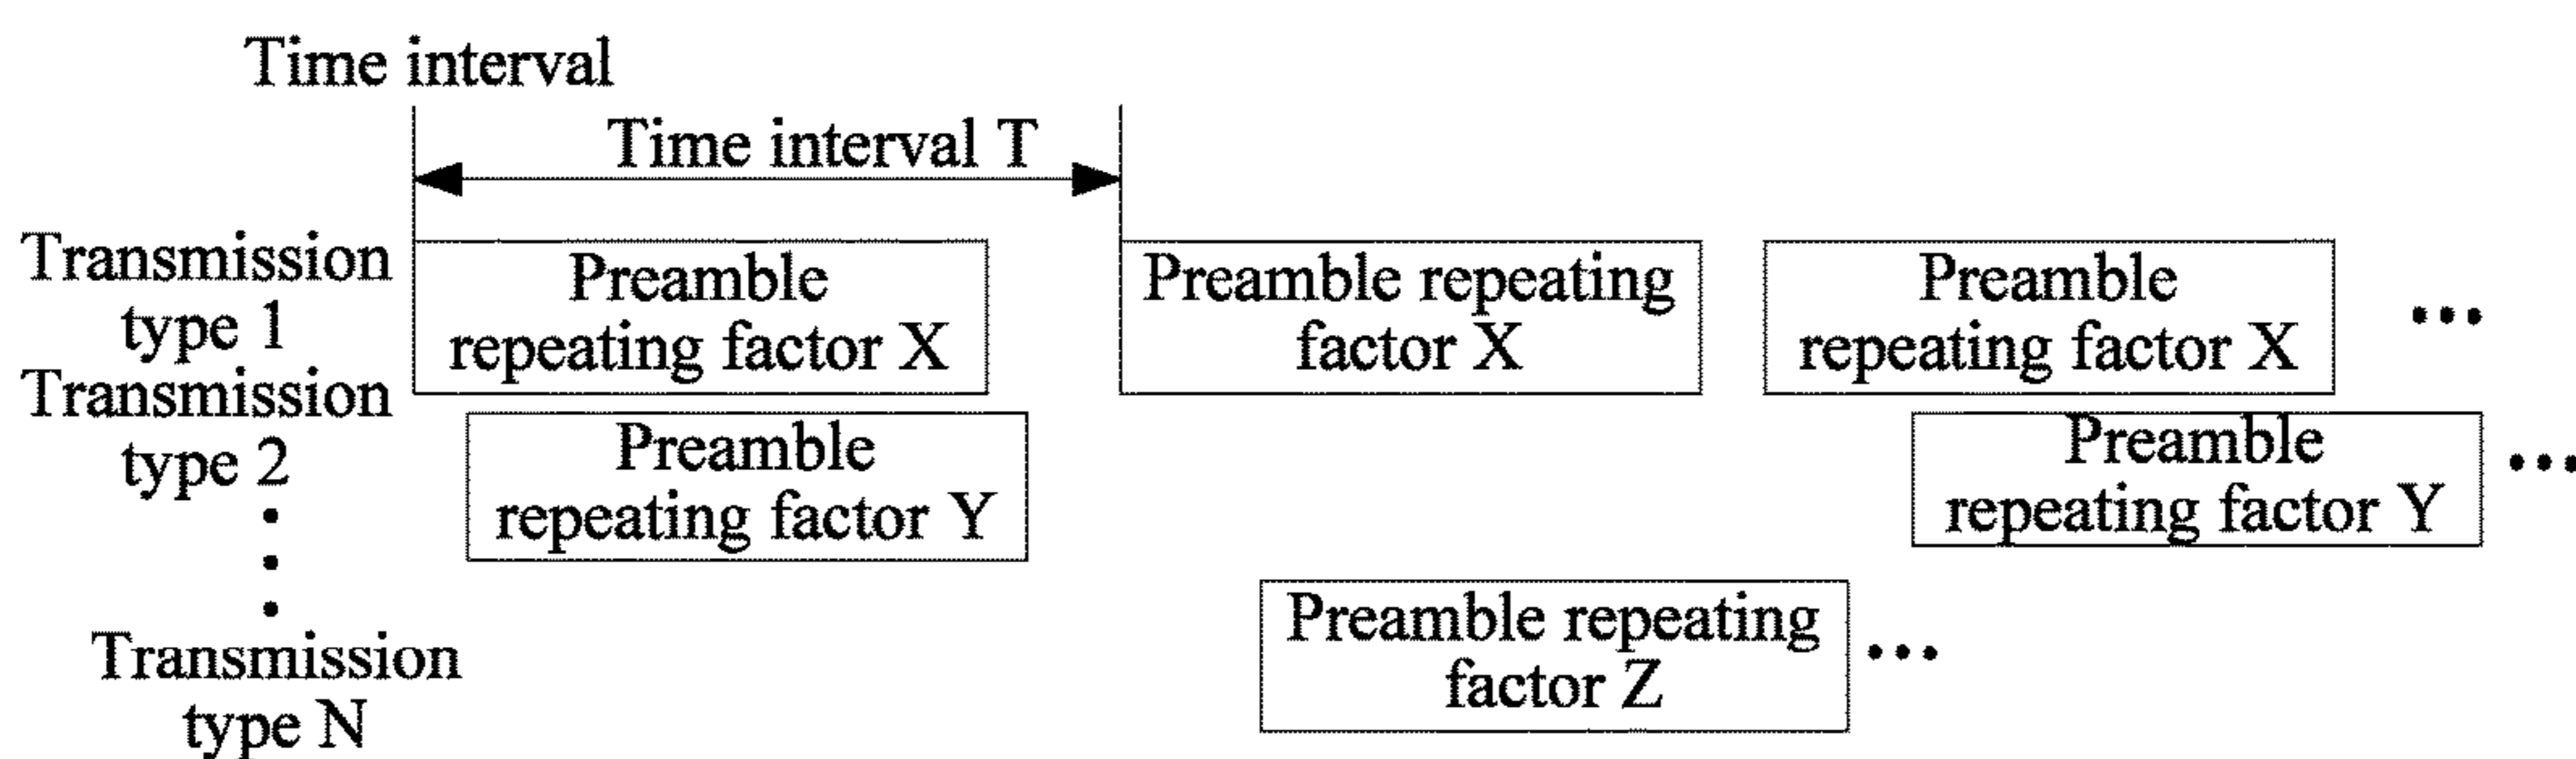 Time interval
Time interval T
Transmission
type 1
Preamble
repeating factor X
Preamble repeating
factor X
Preamble
repeating factor X
...
Transmission
type 2
Preamble
repeating factor Y
Preamble
repeating factor Y
...
Transmission
type N
Preamble repeating
factor Z
...